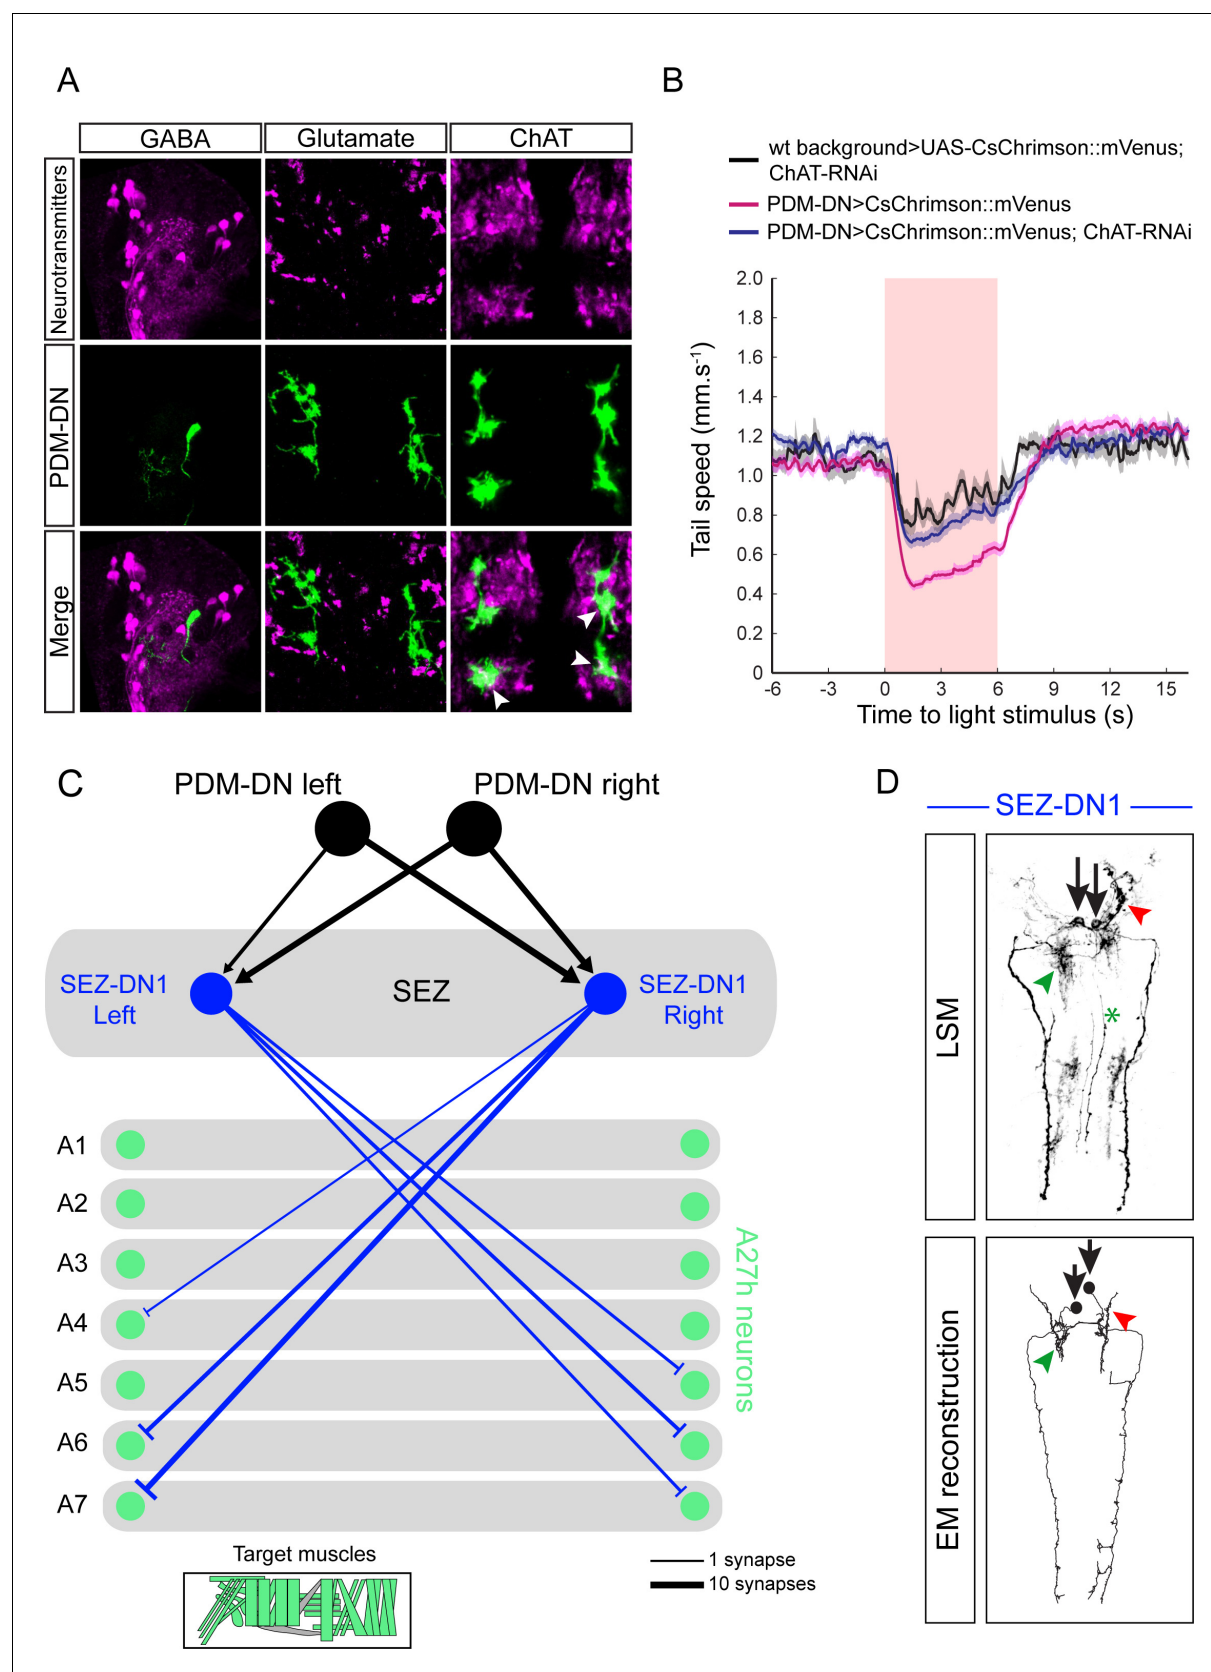 A
GABA
Glutamate
ChAT
Neurotransmitters
PDM-DN
Merge
B
wt background>UAS-CsChrimson::mVenus;
ChAT-RNAi
PDM-DN>CsChrimson::mVenus
PDM-DN>CsChrimson::mVenus; ChAT-RNAi
Tail speed (mm.s-1)
2.0
1.8
1.6
1.4
1.2
1.0
0.8
0.6
0.4
0.2
0
-6 -3 0 3 6 9 12 15
Time to light stimulus (s)
C
PDM-DN left
PDM-DN right
SEZ-DN1
Left
SEZ
SEZ-DN1
Right
A1
A2
A3
A4
A5
A6
A7
A27h neurons
Target muscles
1 synapse
10 synapses
D
SEZ-DN1
LSM
*
EM reconstruction